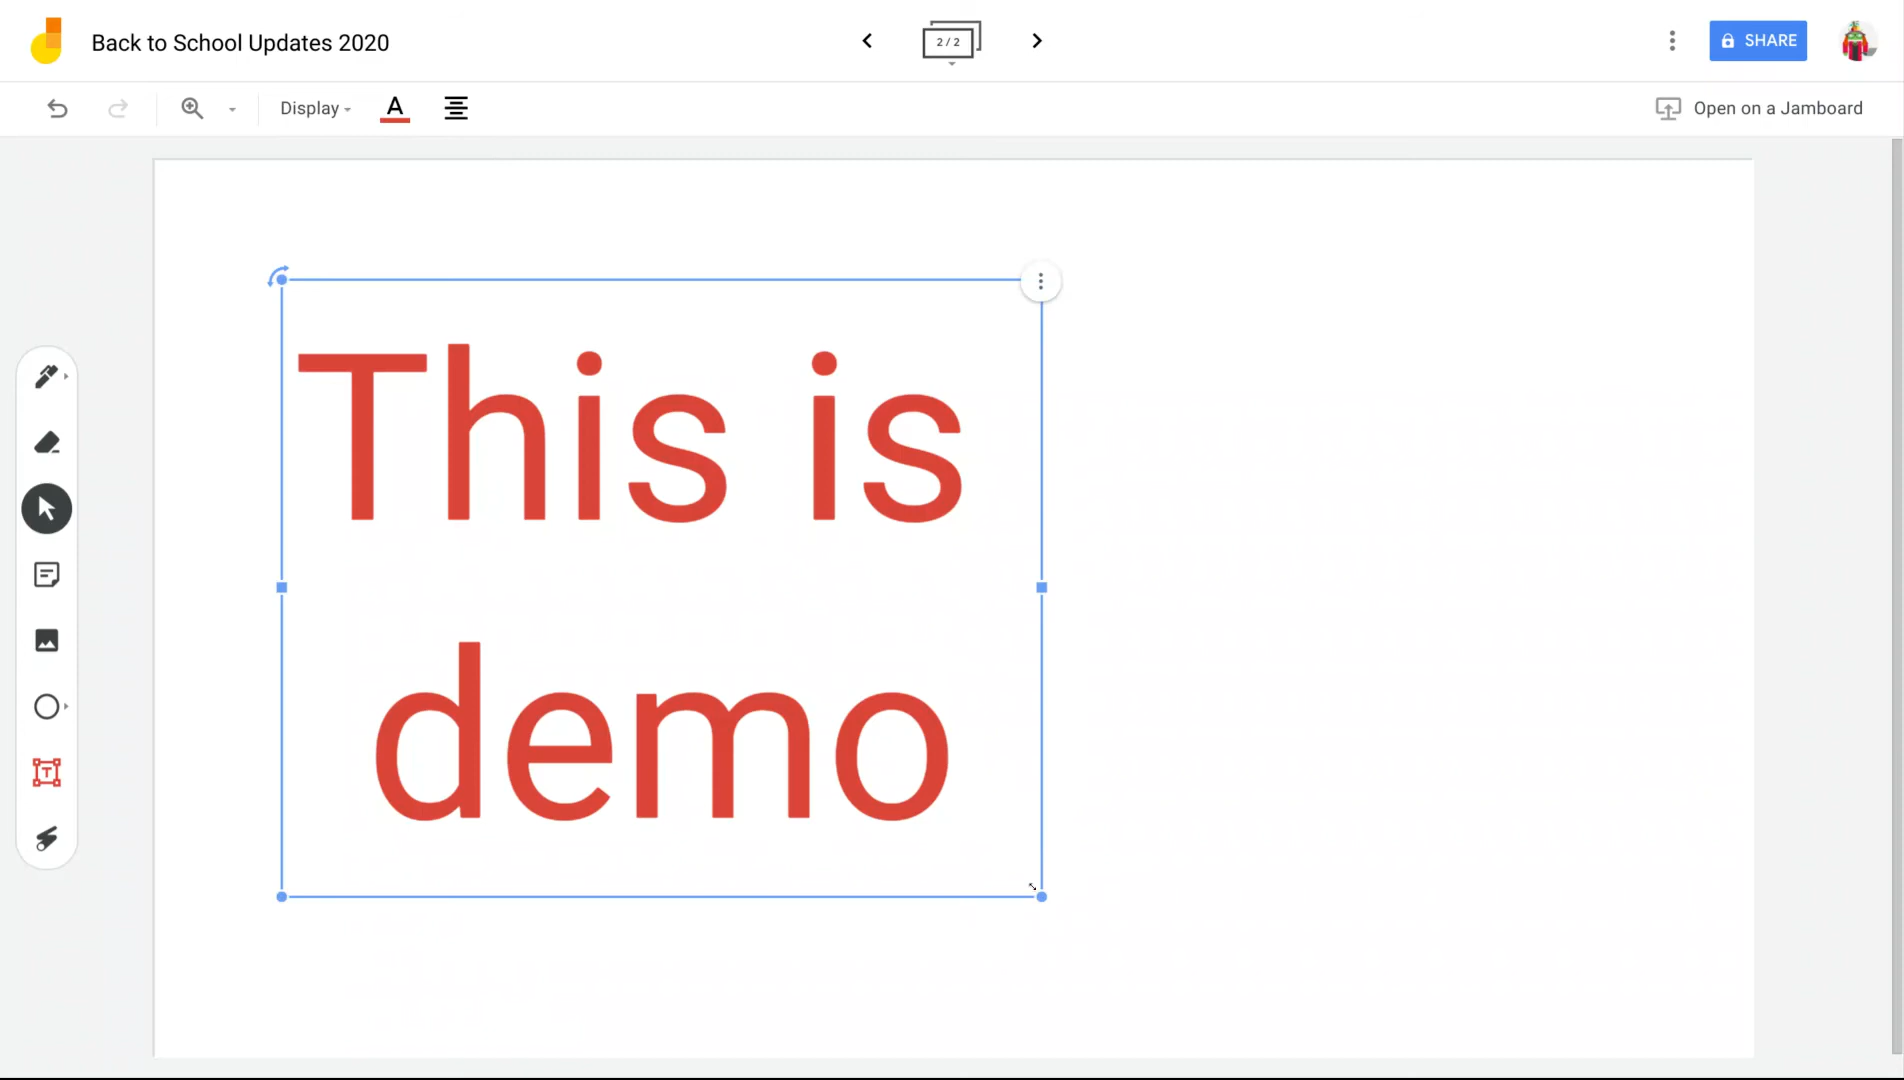 Back to School Updates 2020
2 / 2
SHARE
Display
A
Open on a Jamboard
This is
demo
T